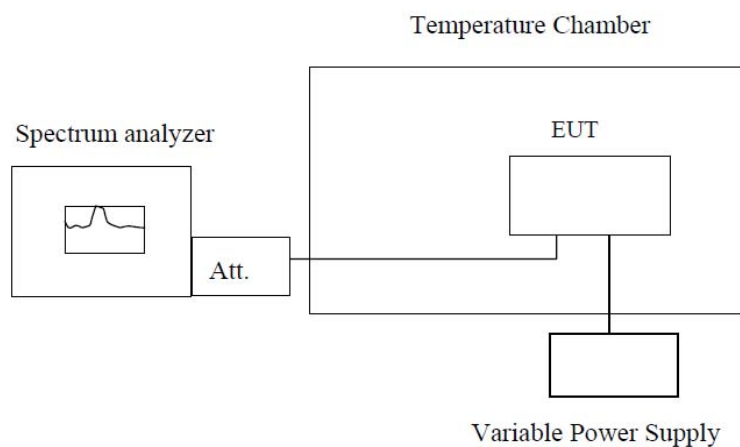 Temperature Chamber
Spectrum analyzer
EUT
Att.
Variable Power Supply